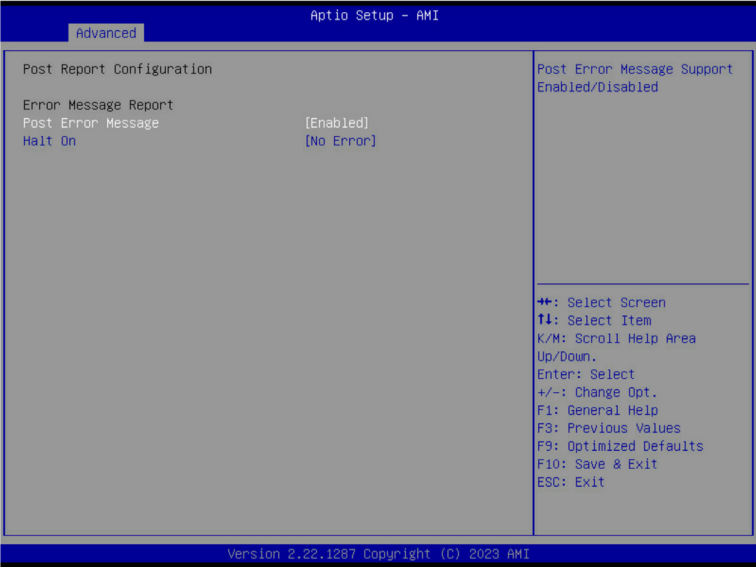 Aptio Setup – AMI
Advanced
Post Report Configuration
Error Message Report
Post Error Message [Enabled]
Halt On [No Error]
Post Error Message Support
Enabled/Disabled
→←: Select Screen
↑↓: Select Item
K/M: Scroll Help Area
Up/Down.
Enter: Select
+/-: Change Opt.
F1: General Help
F3: Previous Values
F9: Optimized Defaults
F10: Save & Exit
ESC: Exit
Version 2.22.1287 Copyright (C) 2023 AMI